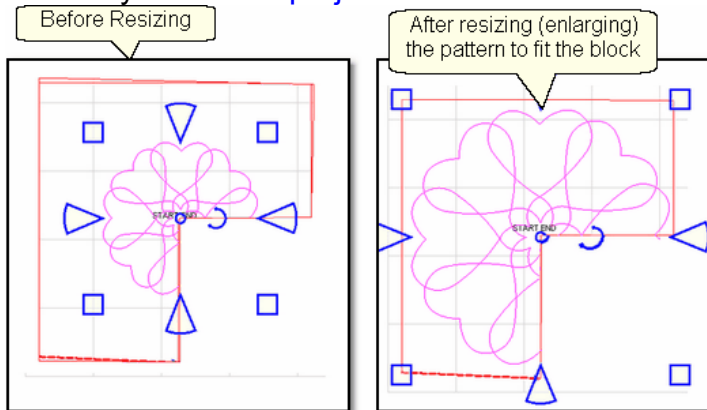 Before Resizing
After resizing (enlarging)
the pattern to fit the block
START END
START END